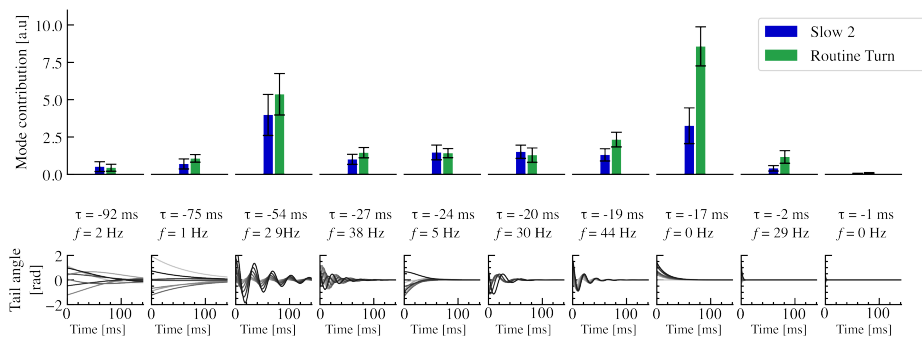 Mode contribution [a.u]
10.0
7.5
5.0
2.5
0.0
Slow 2
Routine Turn
τ = -92 ms τ = -75 ms τ = -54 ms τ = -27 ms τ = -24 ms τ = -20 ms τ = -19 ms τ = -17 ms τ = -2 ms τ = -1 ms
f = 2 Hz f = 1 Hz f = 2 9Hz f = 38 Hz f = 5 Hz f = 30 Hz f = 44 Hz f = 0 Hz f = 29 Hz f = 0 Hz
Tail angle
[rad]
2
0
−2
0 100 0 100 0 100 0 100 0 100 0 100 0 100 0 100 0 100 0 100
Time [ms] Time [ms] Time [ms] Time [ms] Time [ms] Time [ms] Time [ms] Time [ms] Time [ms] Time [ms]